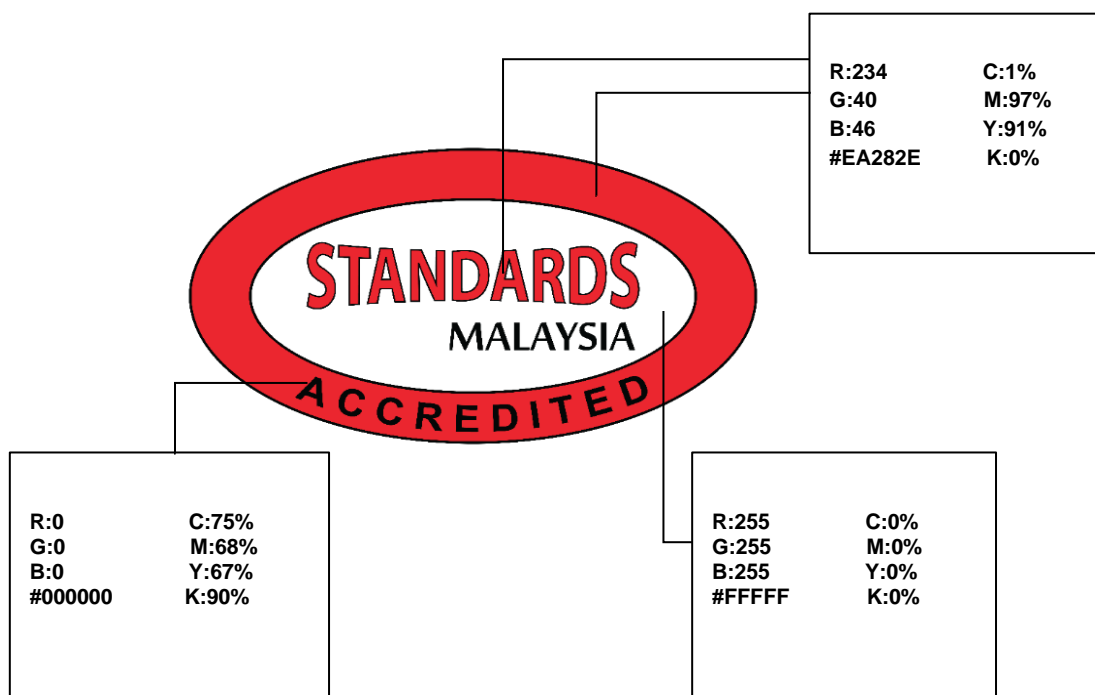 R:234 C:1%
G:40 M:97%
B:46 Y:91%
#EA282E K:0%
STANDARDS
MALAYSIA
ACCREDITED
R:0 C:75%
G:0 M:68%
B:0 Y:67%
#000000 K:90%
R:255 C:0%
G:255 M:0%
B:255 Y:0%
#FFFFF K:0%